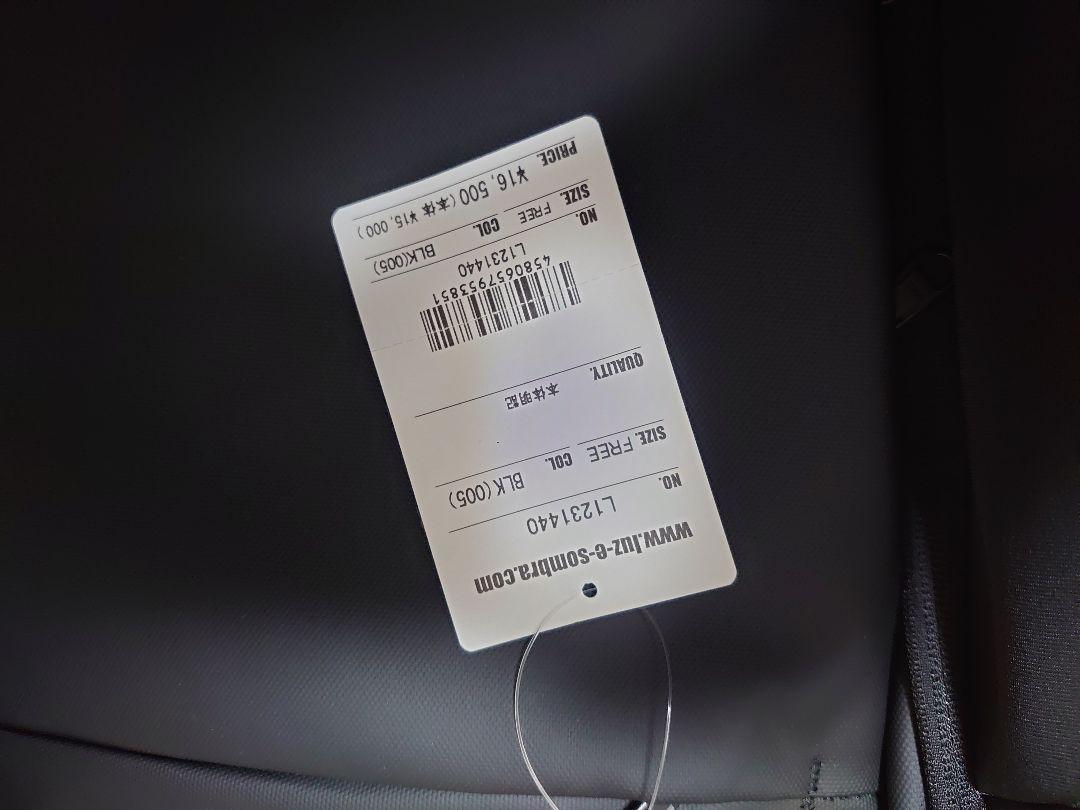 www.luz-e-sombra.com
NO. L1231440
SIZE. FREE COL. BLK(005)
QUALITY.
本体明記
4580657953851
NO. L1231440
SIZE. FREE COL. BLK(005)
PRICE. ¥16,500(本体 ¥15,000)